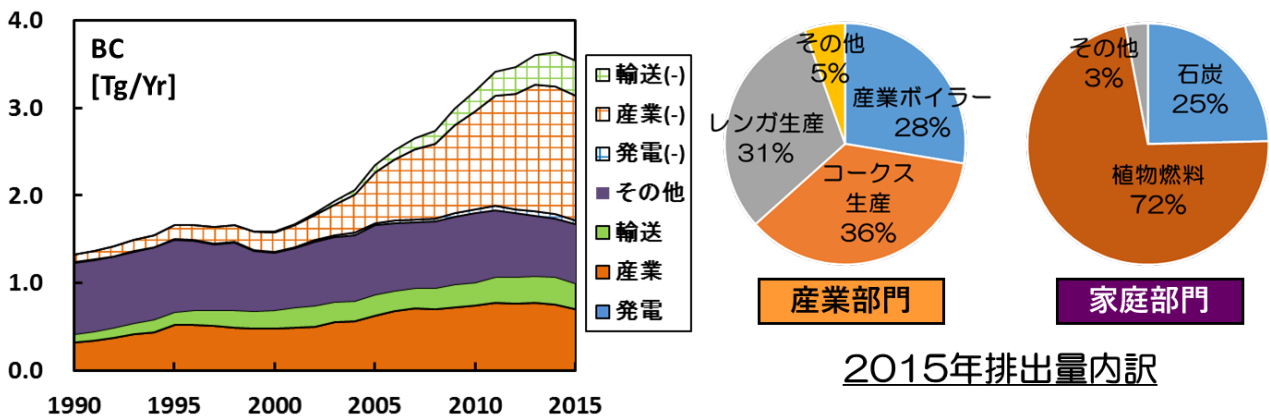 4.0
3.0
2.0
1.0
0.0
BC
[Tg/Yr]
1990
1995
2000
2005
2010
2015
輸送(-)
産業(-)
発電(-)
その他
輸送
産業
発電
その他
5%
産業ボイラー
28%
レンガ生産
31%
コークス
生産
36%
産業部門
その他
3%
石炭
25%
植物燃料
72%
家庭部門
2015年排出量内訳